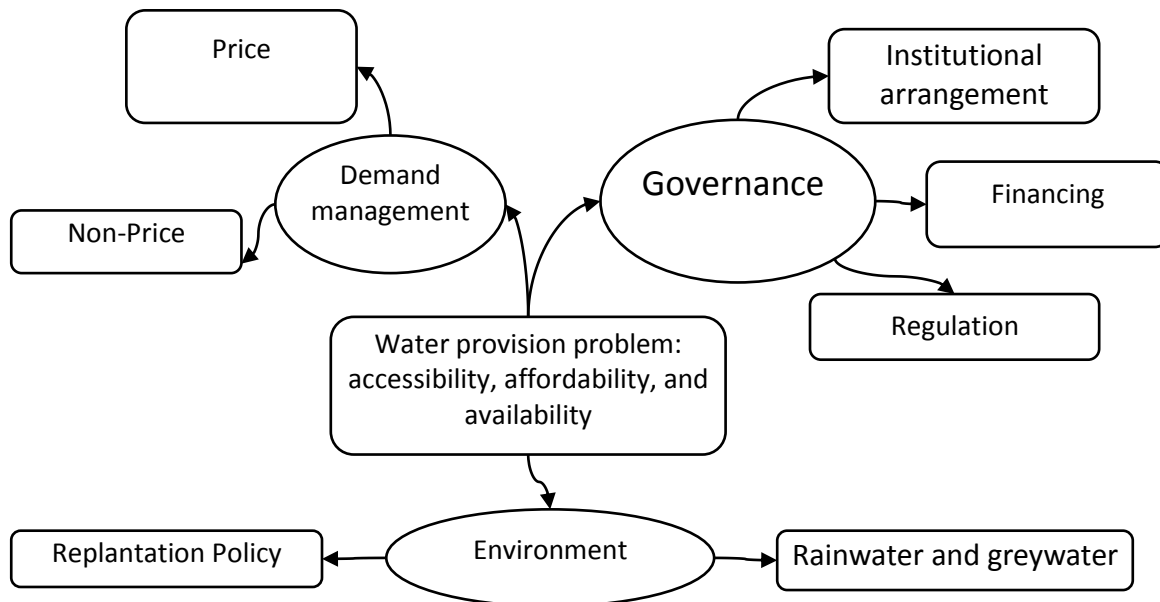 Price
Institutional
arrangement
Demand
management
Governance
Financing
Non-Price
Regulation
Water provision problem:
accessibility, affordability, and
availability
Replantation Policy
Environment
Rainwater and greywater